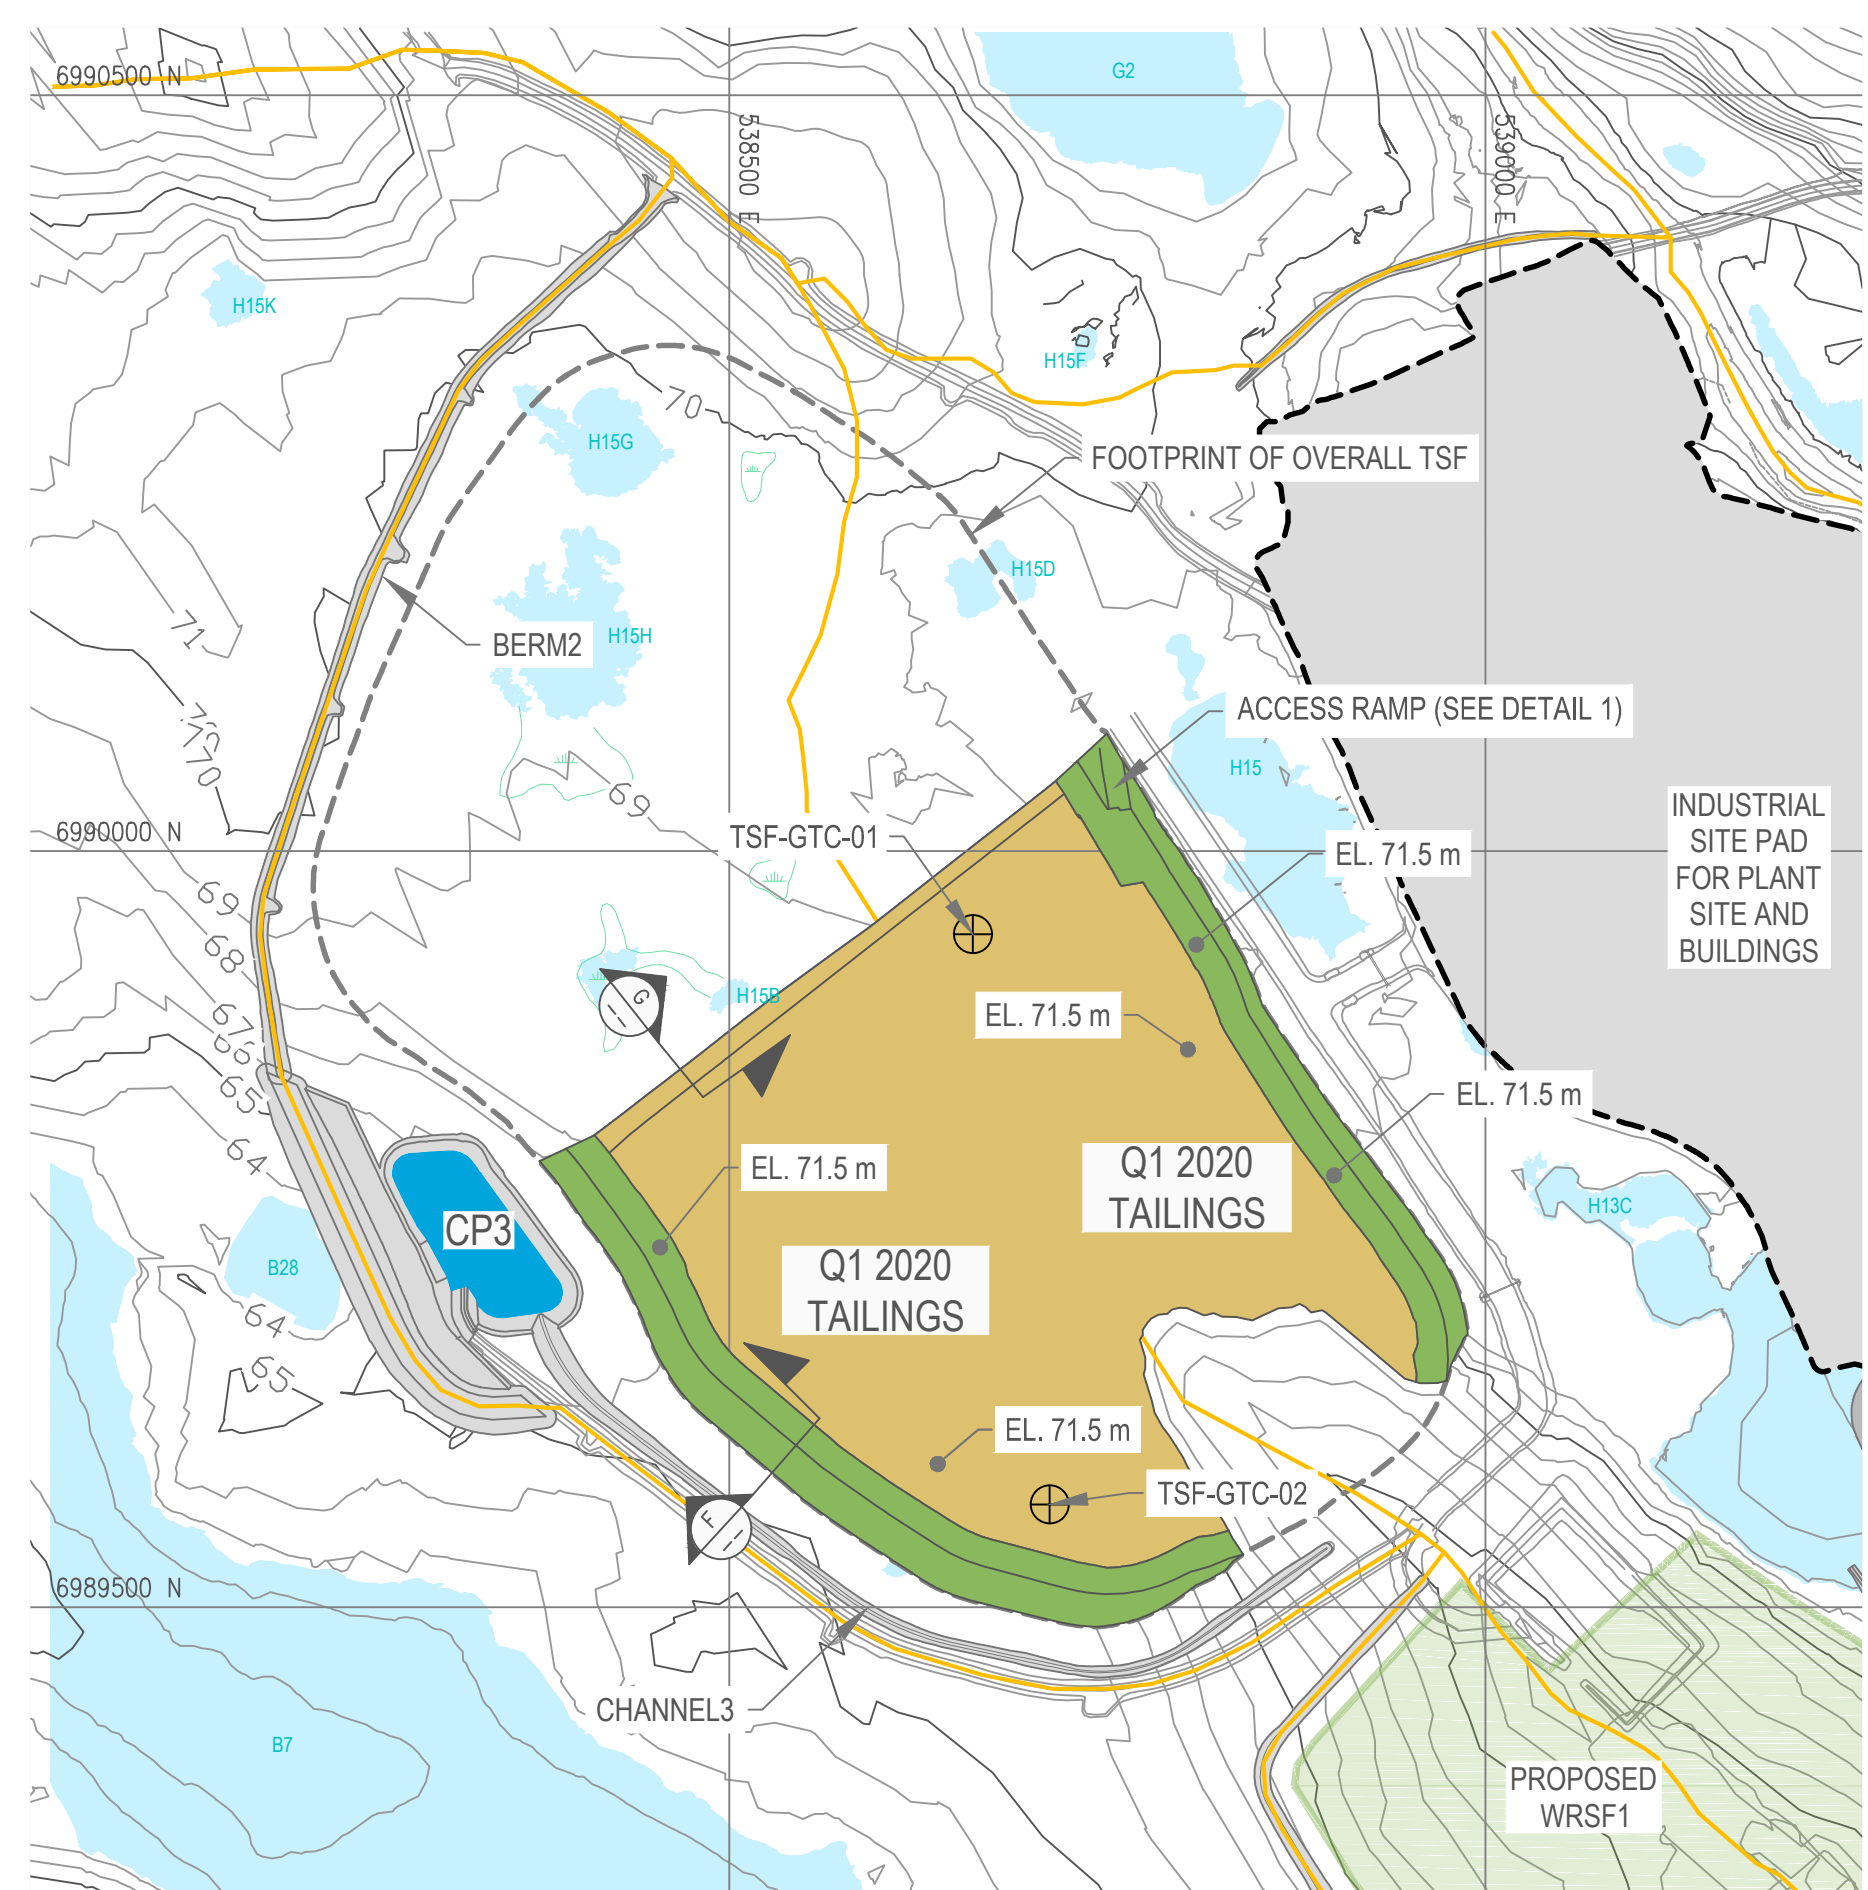 G2
6990500 N
538500 E
539000 E
H15K
H15F
70
H15G
FOOTPRINT OF OVERALL TSF
H15D
71
BERM2
H15H
ACCESS RAMP (SEE DETAIL 1)
70
H15
69
6990000 N
TSF-GTC-01
EL. 71.5 m
INDUSTRIAL
SITE PAD
FOR PLANT
SITE AND
BUILDINGS
69
68
67
66
65
64
G
H15B
EL. 71.5 m
EL. 71.5 m
EL. 71.5 m
Q1 2020
TAILINGS
H13C
CP3
B28
Q1 2020
TAILINGS
64
65
EL. 71.5 m
TSF-GTC-02
F
6989500 N
CHANNEL3
B7
PROPOSED
WRSF1